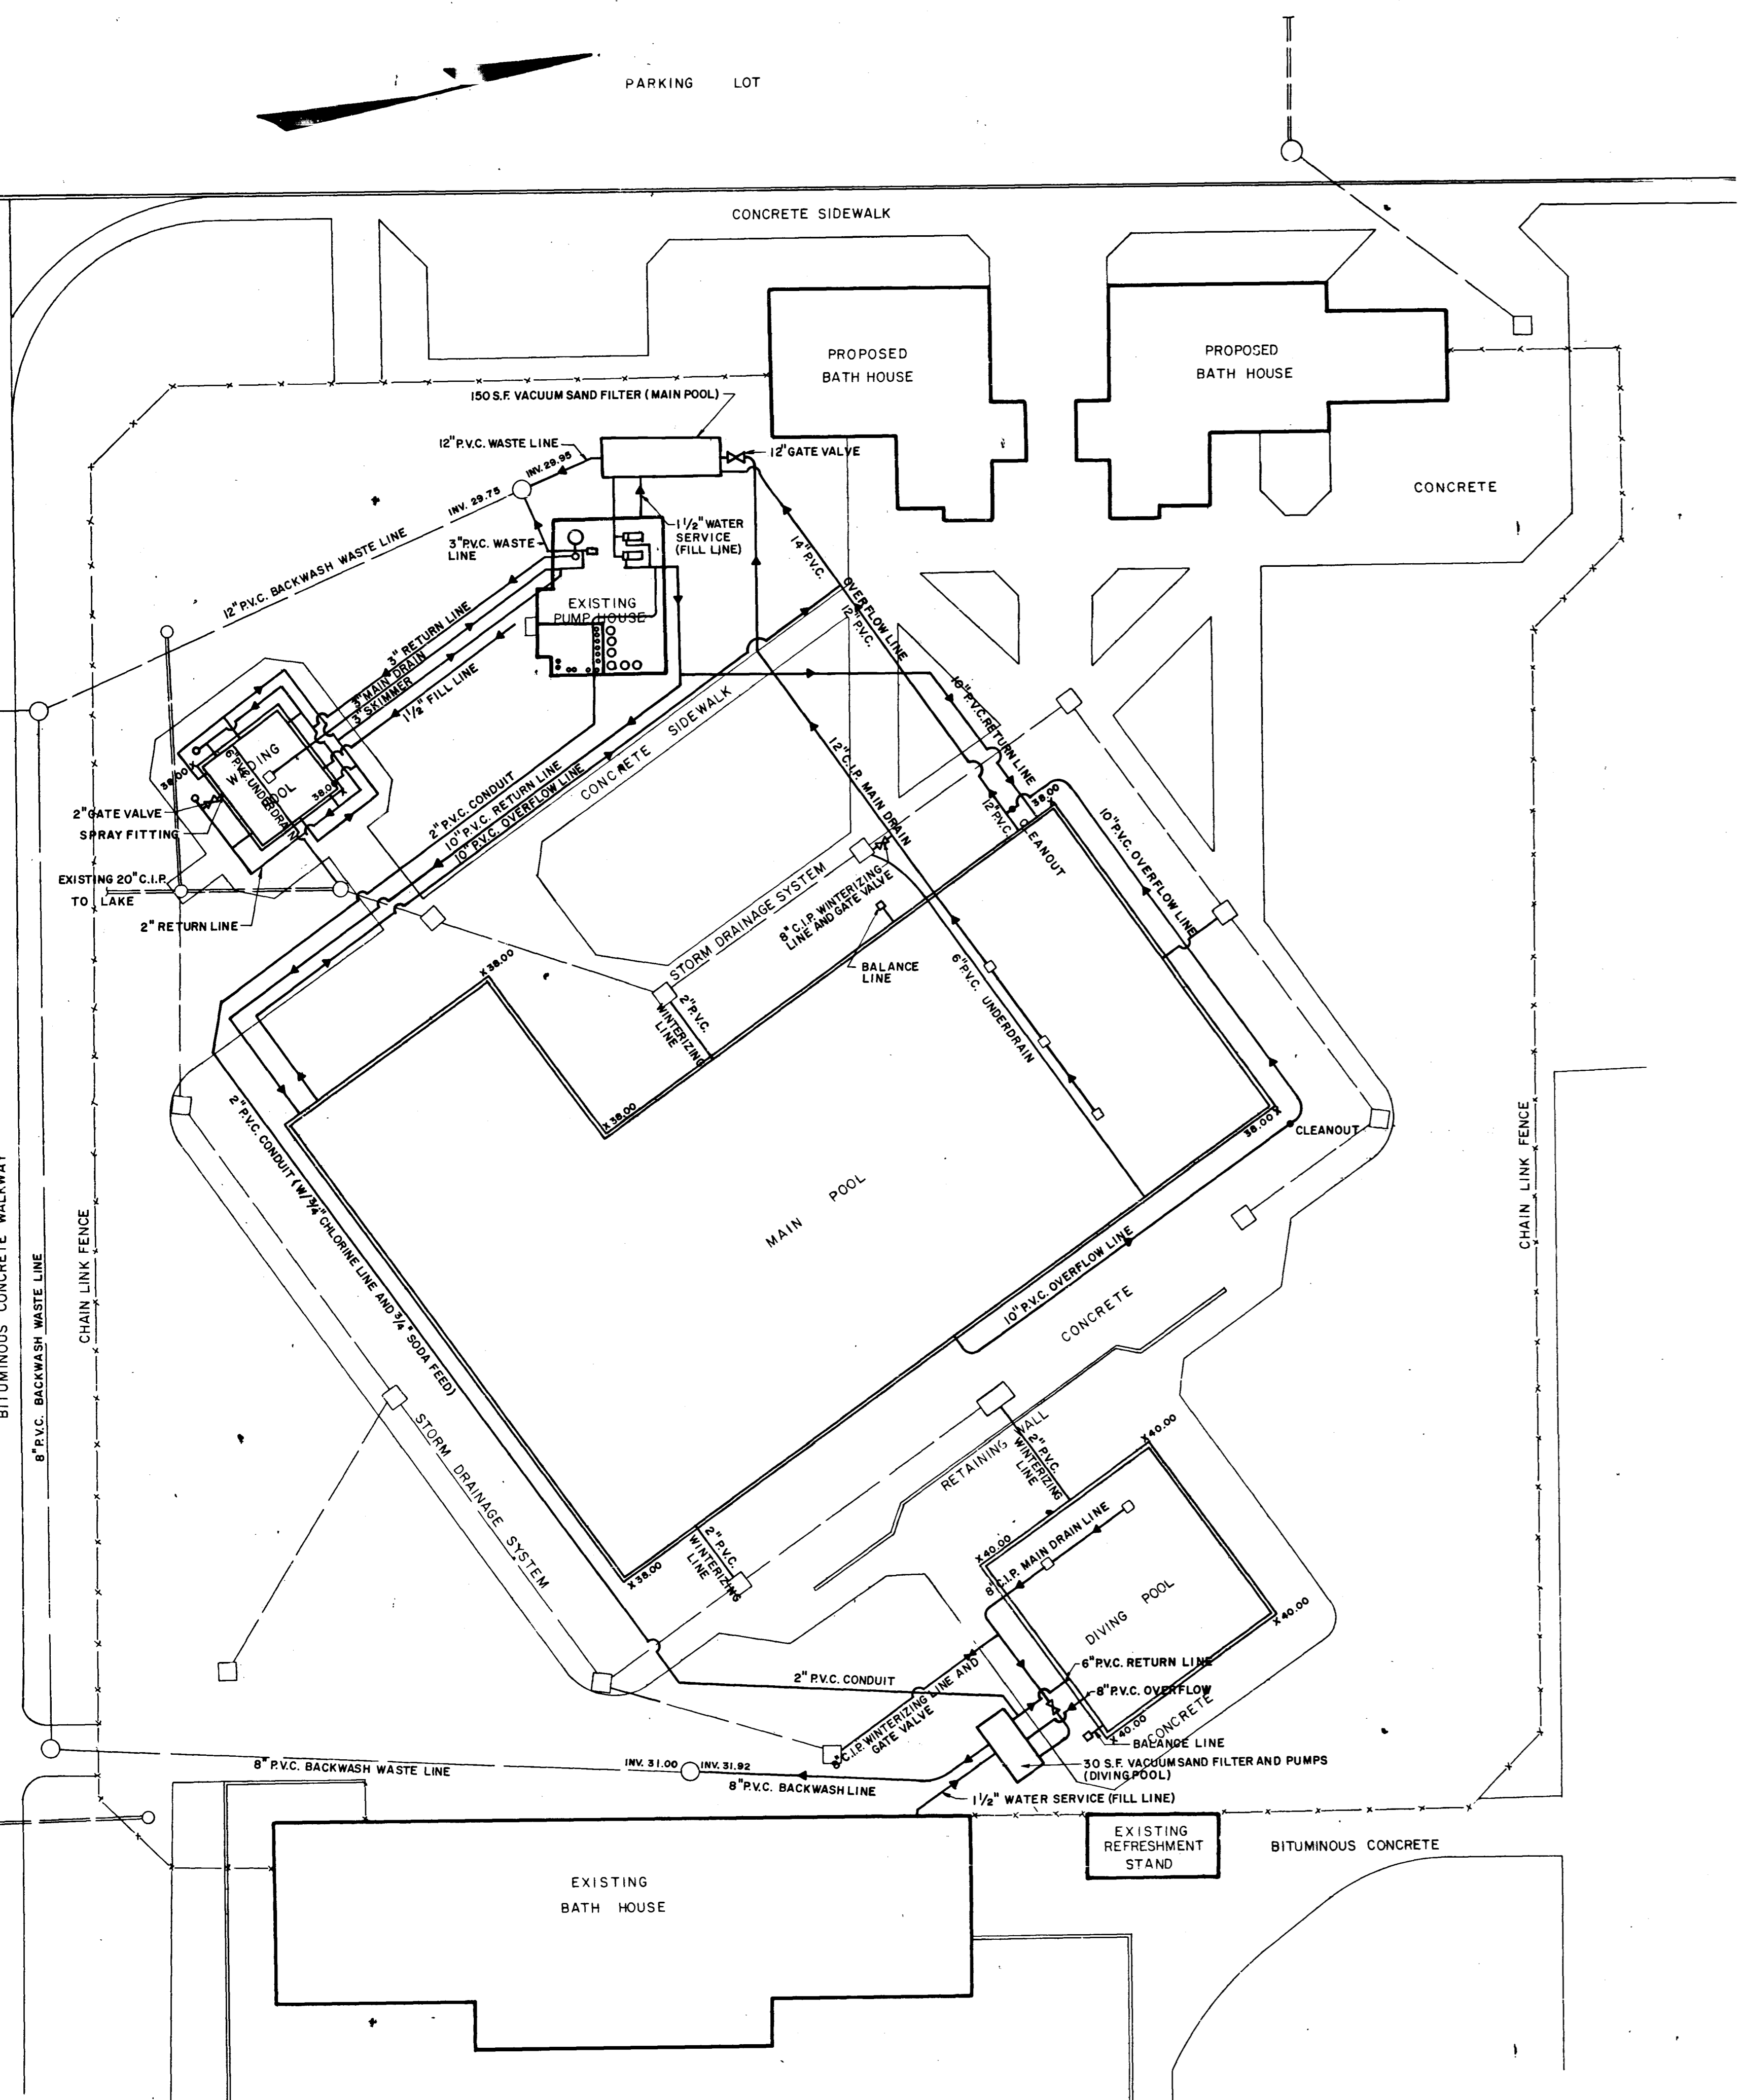 PARKING LOT
CONCRETE SIDEWALK
PROPOSED
BATH HOUSE
PROPOSED
BATH HOUSE
150 S.F. VACUUM SAND FILTER (MAIN POOL)
12" P.V.C. WASTE LINE
INV. 29.95
12" GATE VALVE
INV. 29.75
CONCRETE
1 1/2" WATER
SERVICE
(FILL LINE)
3" P.V.C. WASTE
LINE
14" P.V.C.
12" P.V.C. BACKWASH WASTE LINE
EXISTING
PUMP HOUSE
OVERFLOW LINE
12" P.V.C.
3" RETURN LINE
3" MAIN DRAIN
3" SKIMMER
1 1/2" FILL LINE
10" P.V.C. RETURN LINE
CONCRETE SIDEWALK
12" C.I.P. MAIN DRAIN
WADING
POOL
6" P.V.C. UNDERDRAIN
38.00 X
38.00
X
2" GATE VALVE
SPRAY FITTING
2" P.V.C. CONDUIT
10" P.V.C. RETURN LINE
10" P.V.C. OVERFLOW LINE
38.00
X
12" P.V.C.
CLEANOUT
10" P.V.C. OVERFLOW LINE
EXISTING 20" C.I.P.
TO LAKE
2" RETURN LINE
STORM DRAINAGE SYSTEM
8" C.I.P. WINTERIZING
LINE AND GATE VALVE
BALANCE
LINE
X 38.00
2" P.V.C.
WINTERIZING
LINE
6" P.V.C. UNDERDRAIN
X 38.00
38.00 X
CLEANOUT
2" P.V.C. CONDUIT (W/ 3/4" CHLORINE LINE AND 3/4" SODA FEED)
MAIN POOL
CHAIN LINK FENCE
CHAIN LINK FENCE
BITUMINOUS CONCRETE WALKWAY
8" P.V.C. BACKWASH WASTE LINE
10" P.V.C. OVERFLOW LINE
CONCRETE
STORM DRAINAGE SYSTEM
RETAINING WALL
2" P.V.C.
WINTERIZING
LINE
X 40.00
X 40.00
8" C.I.P. MAIN DRAIN LINE
DIVING POOL
X 40.00
X 38.00
2" P.V.C.
WINTERIZING
LINE
2" P.V.C. CONDUIT
8" C.I.P. WINTERIZING LINE AND
GATE VALVE
6" P.V.C. RETURN LINE
8" P.V.C. OVERFLOW
X 40.00
CONCRETE
BALANCE LINE
30 S.F. VACUUM SAND FILTER AND PUMPS
(DIVING POOL)
8" P.V.C. BACKWASH WASTE LINE
INV. 31.00
INV. 31.92
8" P.V.C. BACKWASH LINE
1 1/2" WATER SERVICE (FILL LINE)
EXISTING
REFRESHMENT
STAND
BITUMINOUS CONCRETE
EXISTING
BATH HOUSE